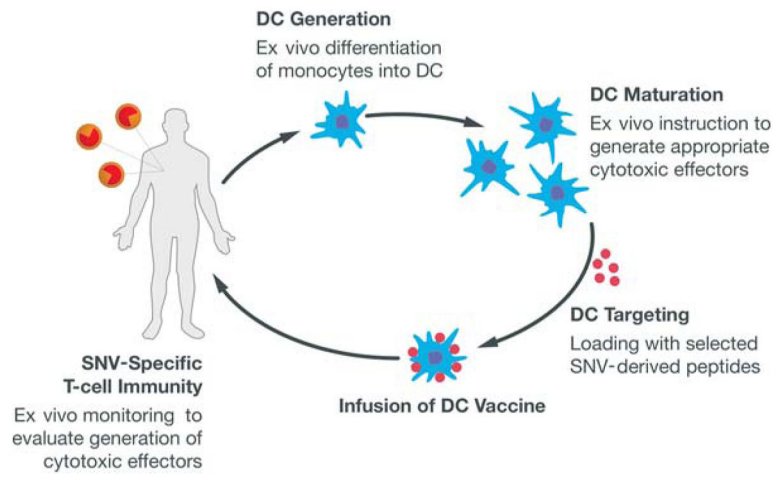 DC Generation
Ex vivo differentiation
of monocytes into DC
DC Maturation
Ex vivo instruction to
generate appropriate
cytotoxic effectors
DC Targeting
Loading with selected
SNV-derived peptides
Infusion of DC Vaccine
SNV-Specific
T-cell Immunity
Ex vivo monitoring to
evaluate generation of
cytotoxic effectors